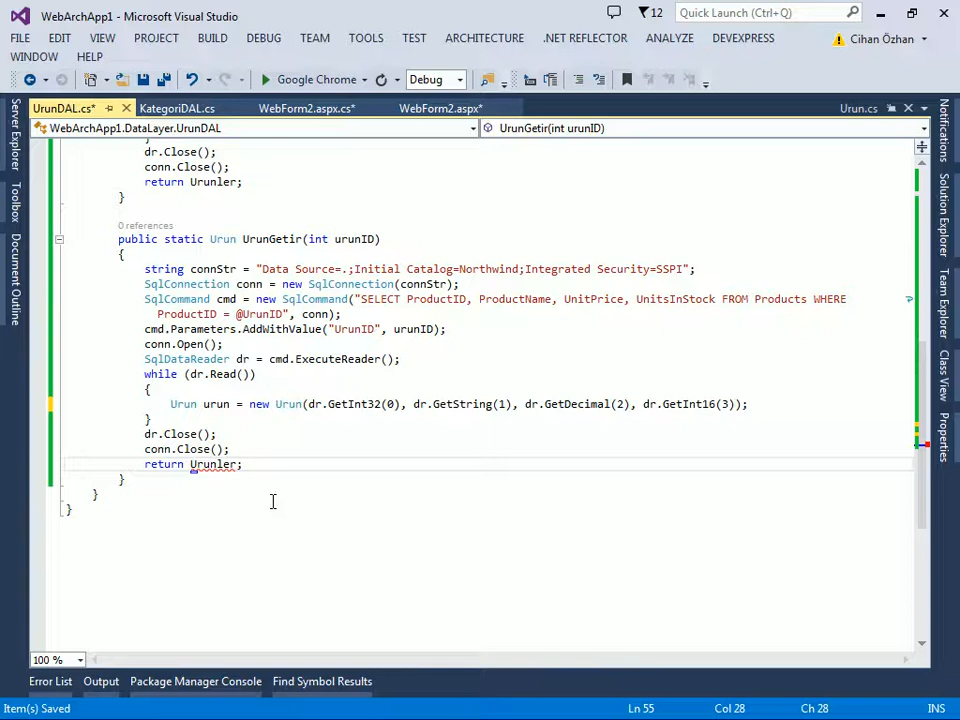 WebArchApp1 - Microsoft Visual Studio
12
Quick Launch (Ctrl+Q)
FILE EDIT VIEW PROJECT BUILD DEBUG TEAM TOOLS TEST ARCHITECTURE .NET REFLECTOR ANALYZE DEVEXPRESS
Cihan Özhan
WINDOW HELP
Google Chrome
Debug
UrunDAL.cs* KategoriDAL.cs WebForm2.aspx.cs* WebForm2.aspx* Urun.cs
WebArchApp1.DataLayer.UrunDAL UrunGetir(int urunID)
Server Explorer
Toolbox
Document Outline
Notifications
Solution Explorer
Team Explorer
Class View
Properties
}
dr.Close();
conn.Close();
return Urunler;
}
0 references
public static Urun UrunGetir(int urunID)
{
string connStr = "Data Source=.;Initial Catalog=Northwind;Integrated Security=SSPI";
SqlConnection conn = new SqlConnection(connStr);
SqlCommand cmd = new SqlCommand("SELECT ProductID, ProductName, UnitPrice, UnitsInStock FROM Products WHERE
ProductID = @UrunID", conn);
cmd.Parameters.AddWithValue("UrunID", urunID);
conn.Open();
SqlDataReader dr = cmd.ExecuteReader();
while (dr.Read())
{
Urun urun = new Urun(dr.GetInt32(0), dr.GetString(1), dr.GetDecimal(2), dr.GetInt16(3));
}
dr.Close();
conn.Close();
return Urunler;
}
}
}
100 %
Error List Output Package Manager Console Find Symbol Results
Item(s) Saved Ln 55 Col 28 Ch 28 INS